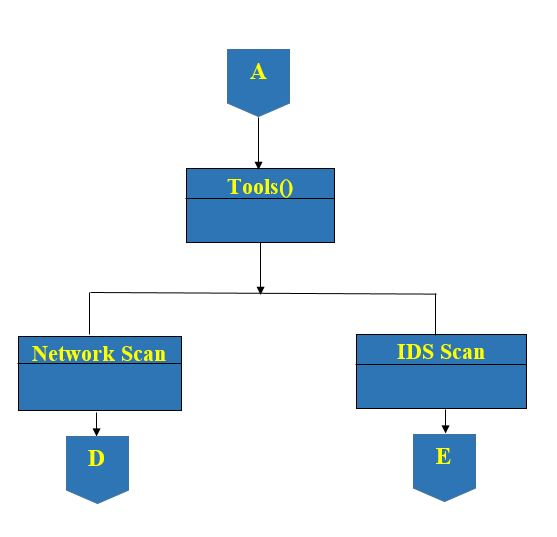 A
Tools()
Network Scan
IDS Scan
D
E